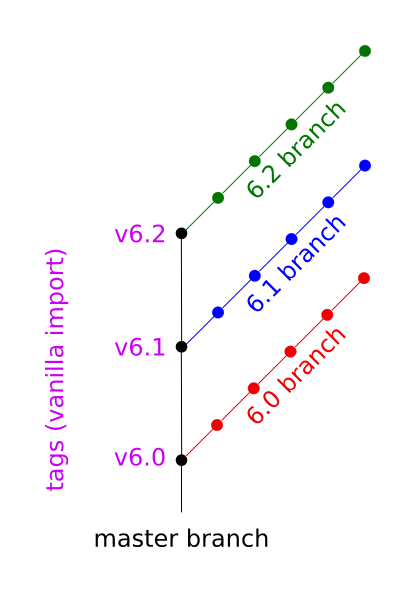 6.2 branch
v6.2
6.1 branch
v6.1
6.0 branch
v6.0
tags (vanilla import)
master branch